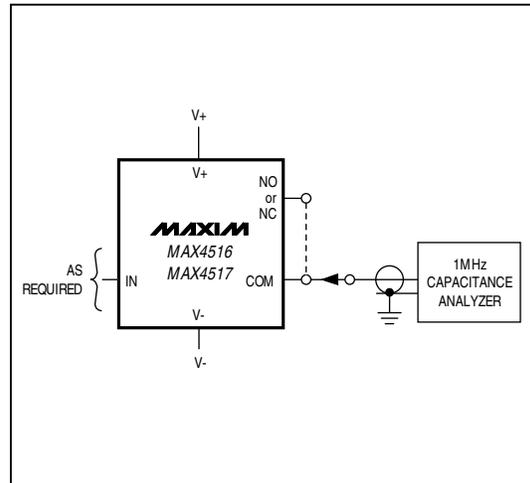 V+
V+
NO
or
NC
MAXIM
MAX4516
MAX4517
AS
REQUIRED
IN
COM
1MHz
CAPACITANCE
ANALYZER
V-
V-